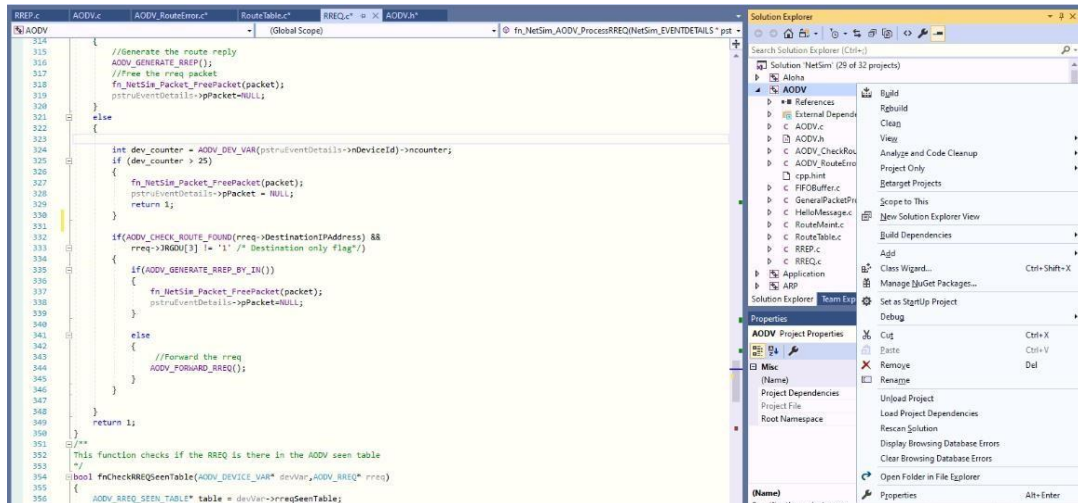 RREP.c
AODV.c
AODV_RouteError.c*
RouteTable.c*
RREQ.c*
AODV.h*
AODV
(Global Scope)
fn_NetSim_AODV_ProcessRREQ(NetSim_EVENTDETAILS * pst
314 {
315 //Generate the route reply
316 AODV_GENERATE_RREP();
317 //Free the rreq packet
318 fn_NetSim_Packet_FreePacket(packet);
319 pstruEventDetails->pPacket=NULL;
320 }
321 else
322 {
323
324 int dev_counter = AODV_DEV_VAR(pstruEventDetails->nDeviceId)->ncounter;
325 if (dev_counter > 25)
326 {
327 fn_NetSim_Packet_FreePacket(packet);
328 pstruEventDetails->pPacket = NULL;
329 return 1;
330 }
331
332 if(AODV_CHECK_ROUTE_FOUND(rreq->DestinationIPAddress) &&
333 rreq->JRGDU[3] != '1' /* Destination only flag*/)
334 {
335 if(AODV_GENERATE_RREP_BY_IN())
336 {
337 fn_NetSim_Packet_FreePacket(packet);
338 pstruEventDetails->pPacket=NULL;
339 }
340
341 else
342 {
343 //Forward the rreq
344 AODV_FORWARD_RREQ();
345 }
346 }
347
348 }
349 return 1;
350 }
351 /**
352 This function checks if the RREQ is there in the AODV seen table
353 */
354 bool fnCheckRREQSeenTable(AODV_DEVICE_VAR* devVar,AODV_RREQ* rreq)
355 {
356 AODV_RREQ_SEEN_TABLE* table = devVar->rreqSeenTable;
Solution Explorer
Search Solution Explorer (Ctrl+;)
Solution 'NetSim' (29 of 32 projects)
Aloha
AODV
References
External Depende
AODV.c
AODV.h
AODV_CheckRou
AODV_RouteErro
cpp.hint
FIFOBuffer.c
GeneralPacketPr
HelloMessage.c
RouteMaint.c
RouteTable.c
RREP.c
RREQ.c
Application
ARP
Solution Explorer
Team Exp
Properties
AODV Project Properties
Misc
(Name)
Project Dependencies
Project File
Root Namespace
(Name)
Build
Rebuild
Clean
View
Analyze and Code Cleanup
Project Only
Retarget Projects
Scope to This
New Solution Explorer View
Build Dependencies
Add
Class Wizard... Ctrl+Shift+X
Manage NuGet Packages...
Set as StartUp Project
Debug
Cut Ctrl+X
Paste Ctrl+V
Remove Del
Rename
Unload Project
Load Project Dependencies
Rescan Solution
Display Browsing Database Errors
Clear Browsing Database Errors
Open Folder in File Explorer
Properties Alt+Enter